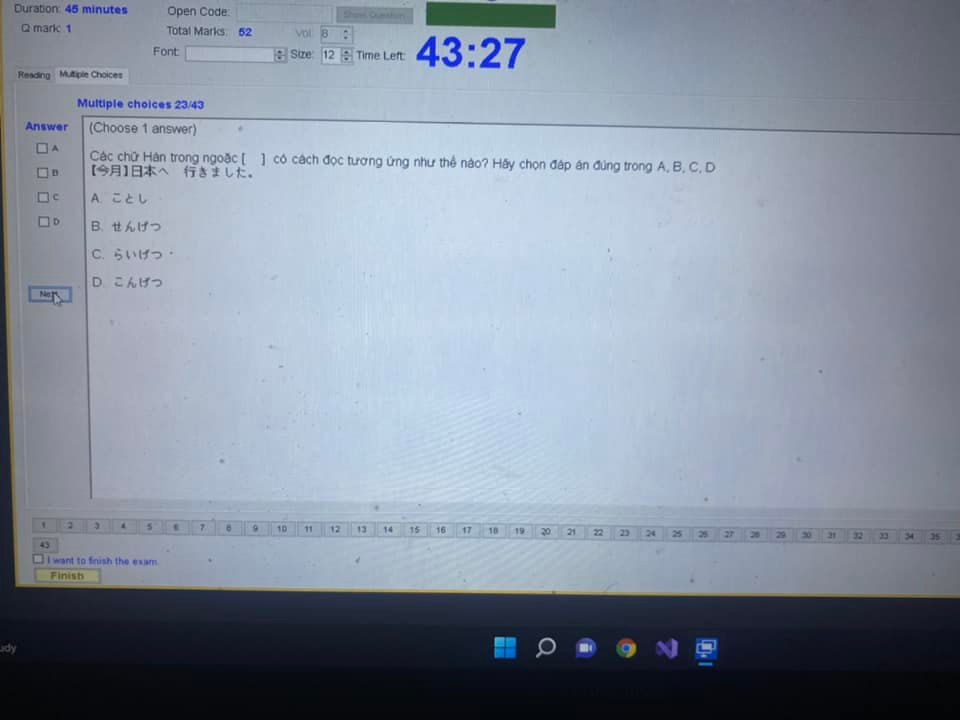 Duration: 45 minutes
Open Code:
Show Question
Q mark: 1
Total Marks: 52
Vol: 8
Font:
Size: 12
Time Left: 43:27
Reading
Multiple Choices
Multiple choices 23/43
Answer
(Choose 1 answer)
A
Các chữ Hán trong ngoặc [ ] có cách đọc tương ứng như thế nào? Hãy chọn đáp án đúng trong A, B, C, D
B
【今月】日本へ 行きました。
C
A. ことし
D
B. せんげつ
C. らいげつ
D. こんげつ
Next
1 2 3 4 5 6 7 8 9 10 11 12 13 14 15 16 17 18 19 20 21 22 23 24 25 26 27 28 29 30 31 32 33 34 35
43
I want to finish the exam.
Finish